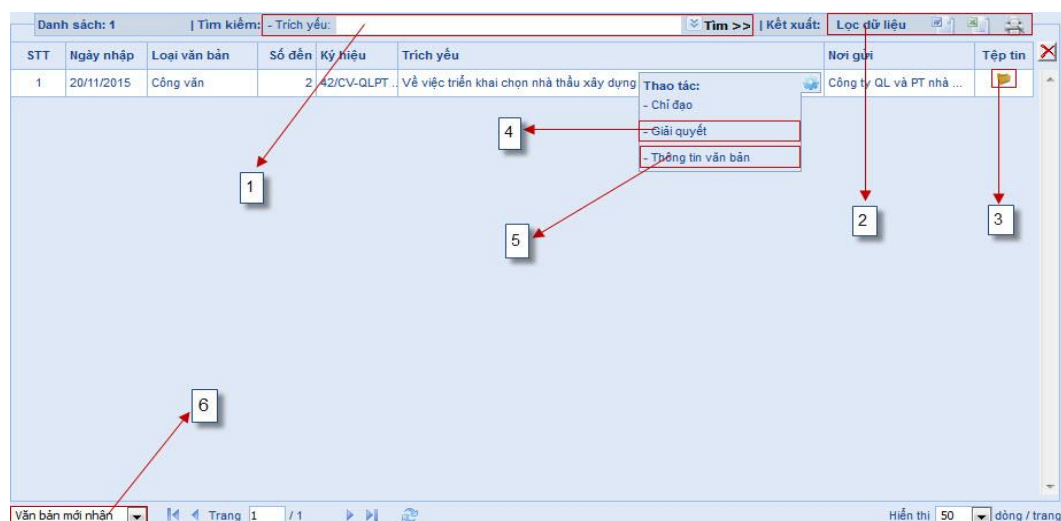 Danh sách: 1 | Tìm kiếm: - Trích yếu: Tìm >> | Kết xuất: Lọc dữ liệu
STT Ngày nhập Loại văn bản Số đến Ký hiệu Trích yếu Nơi gửi Tệp tin
1 20/11/2015 Công văn 2 42/CV-QLPT .. Về việc triển khai chọn nhà thầu xây dựng Công ty QL và PT nhà ...
Thao tác:
- Chỉ đạo
4 - Giải quyết
- Thông tin văn bản
1
2
3
5
6
Văn bản mới nhận Trang 1 / 1 Hiển thị 50 dòng / trang